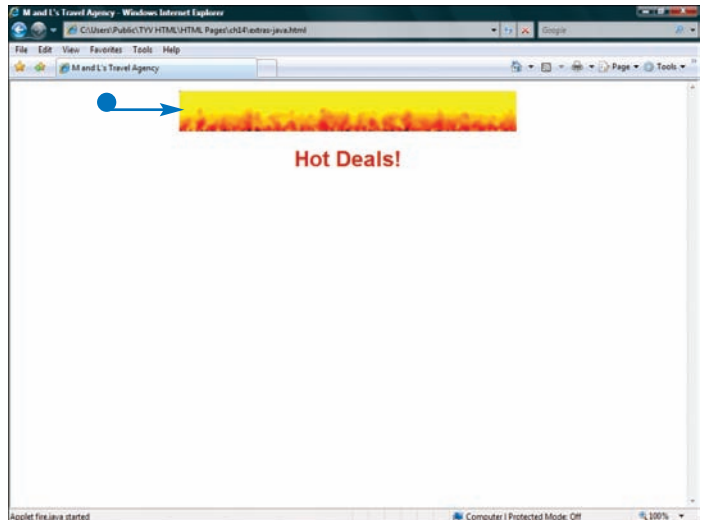 M and L's Travel Agency - Windows Internet Explorer
C:\Users\Public\TYV HTML\HTML Pages\ch14\extras-java.html
Google
File Edit View Favorites Tools Help
M and L's Travel Agency
Page Tools
Hot Deals!
Applet fire.java started
Computer | Protected Mode: Off
100%